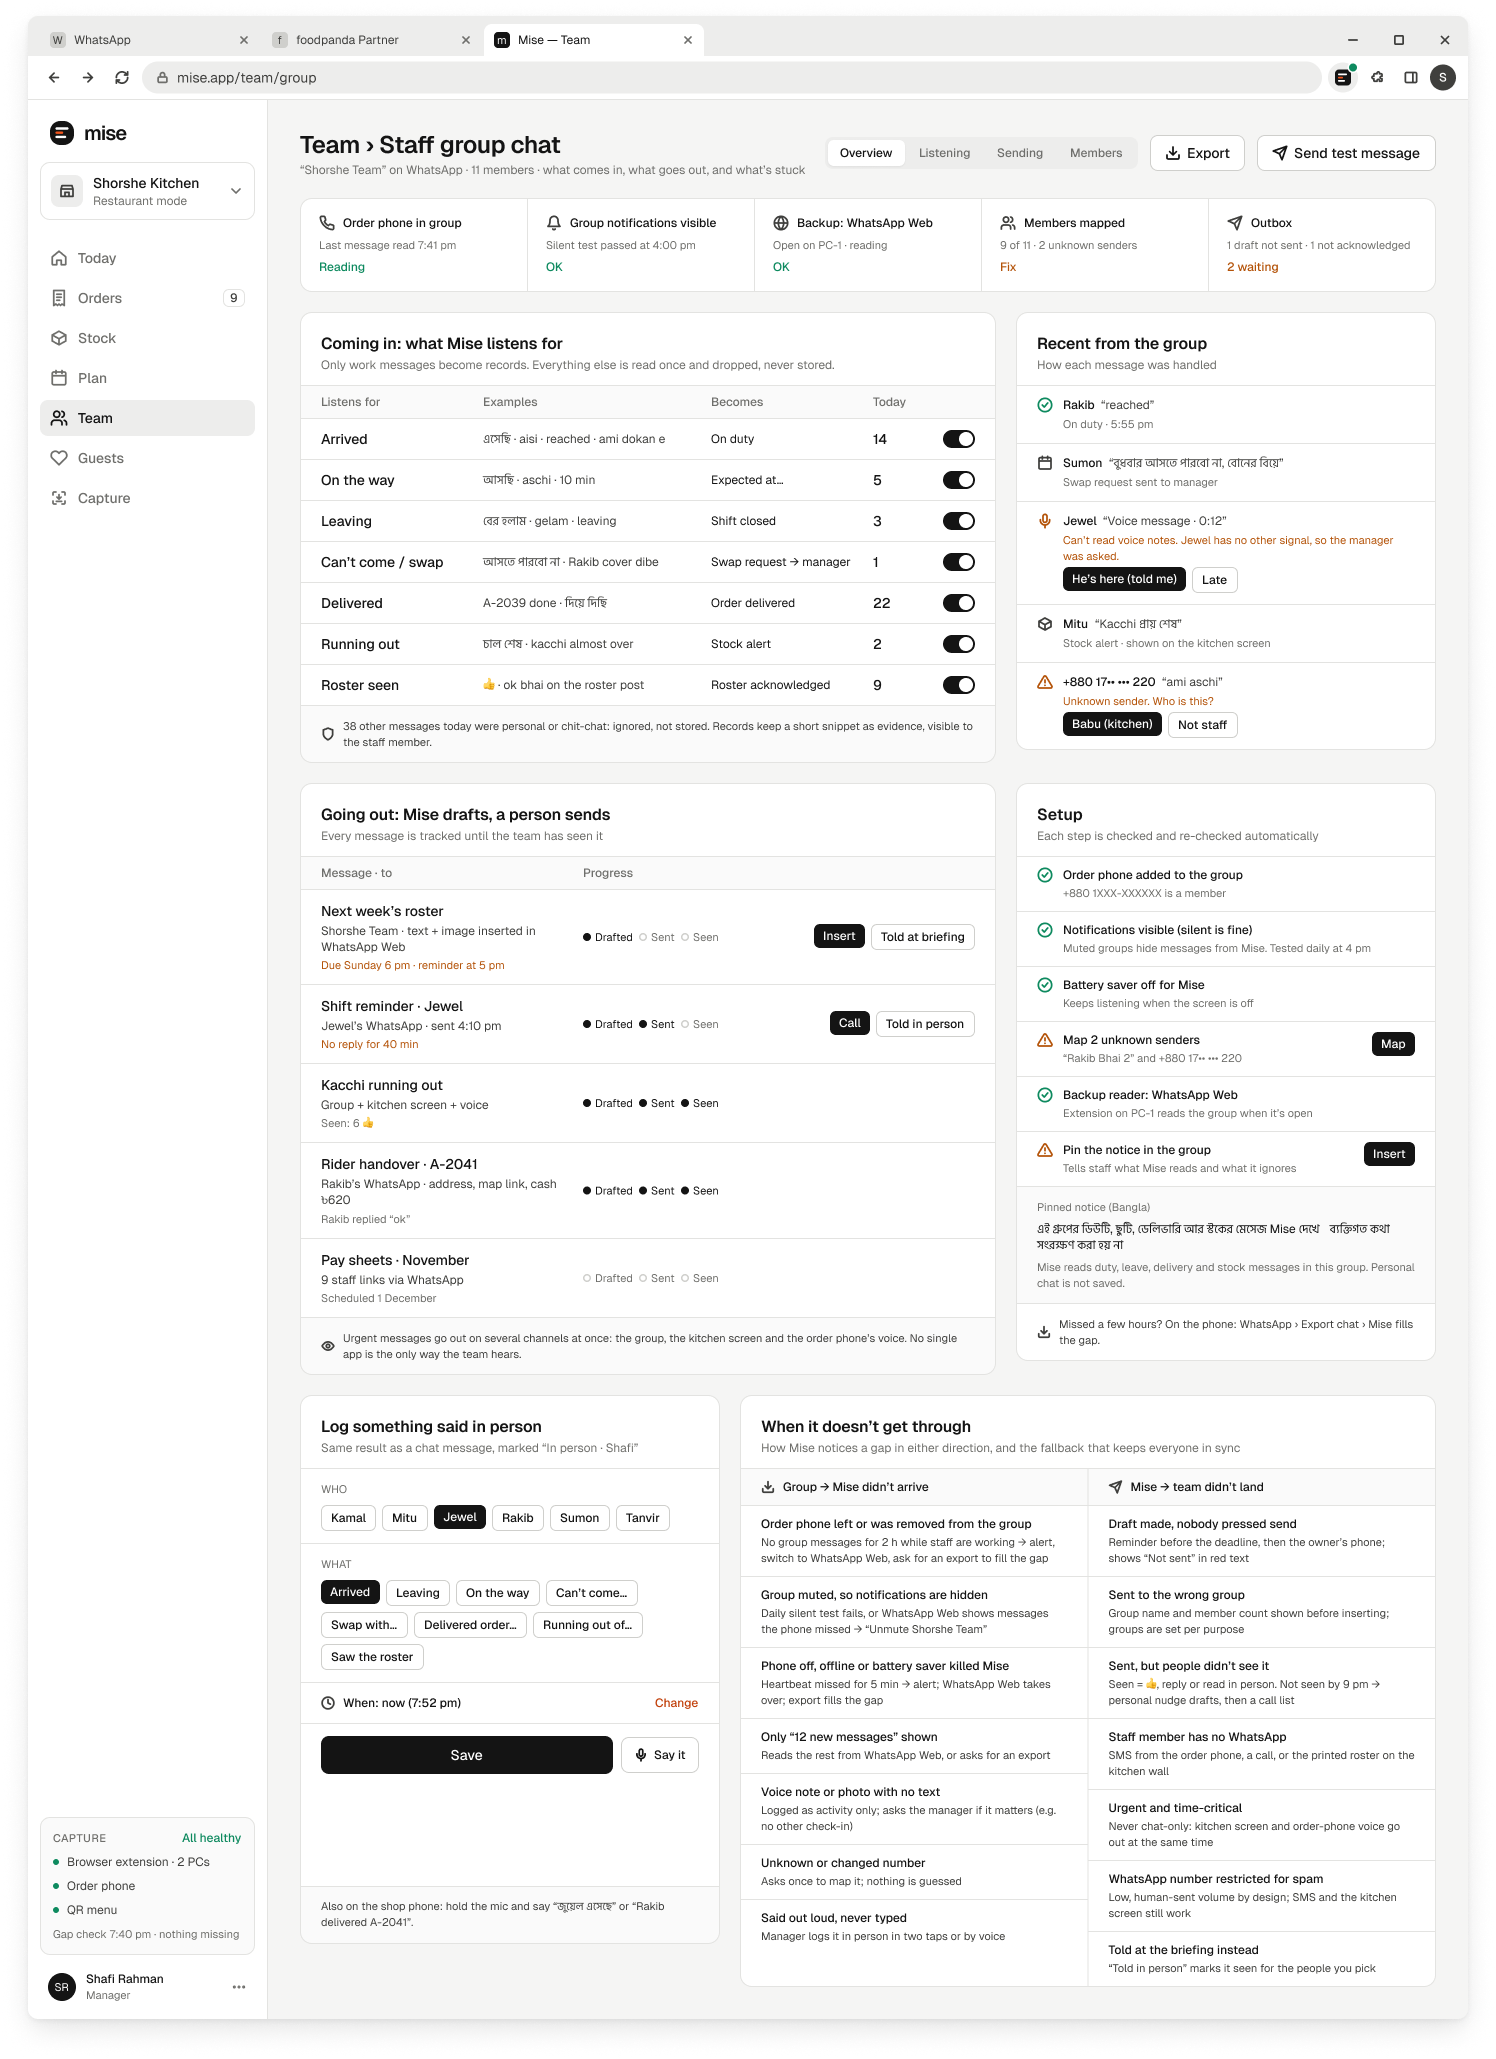 W WhatsApp
f foodpanda Partner
m Mise — Team
mise.app/team/group
S
mise
Shorshe Kitchen
Restaurant mode
Today
Orders 9
Stock
Plan
Team
Guests
Capture
CAPTURE All healthy
Browser extension · 2 PCs
Order phone
QR menu
Gap check 7:40 pm · nothing missing
SR
Shafi Rahman
Manager
Team › Staff group chat
“Shorshe Team” on WhatsApp · 11 members · what comes in, what goes out, and what’s stuck
Overview Listening Sending Members
Export
Send test message
Order phone in group
Last message read 7:41 pm
Reading
Group notifications visible
Silent test passed at 4:00 pm
OK
Backup: WhatsApp Web
Open on PC-1 · reading
OK
Members mapped
9 of 11 · 2 unknown senders
Fix
Outbox
1 draft not sent · 1 not acknowledged
2 waiting
Coming in: what Mise listens for
Only work messages become records. Everything else is read once and dropped, never stored.
Listens for Examples Becomes Today
Arrived এসেছি · aisi · reached · ami dokan e On duty 14
On the way আসছি · aschi · 10 min Expected at… 5
Leaving বের হলাম · gelam · leaving Shift closed 3
Can’t come / swap আসতে পারবো না · Rakib cover dibe Swap request → manager 1
Delivered A-2039 done · দিয়ে দিছি Order delivered 22
Running out চাল শেষ · kacchi almost over Stock alert 2
Roster seen 👍 · ok bhai on the roster post Roster acknowledged 9
38 other messages today were personal or chit-chat: ignored, not stored. Records keep a short snippet as evidence, visible to
the staff member.
Recent from the group
How each message was handled
Rakib “reached”
On duty · 5:55 pm
Sumon “বুধবার আসতে পারবো না, বোনের বিয়ে”
Swap request sent to manager
Jewel “Voice message · 0:12”
Can’t read voice notes. Jewel has no other signal, so the manager
was asked.
He’s here (told me) Late
Mitu “Kacchi প্রায় শেষ”
Stock alert · shown on the kitchen screen
+880 17•• ••• 220 “ami aschi”
Unknown sender. Who is this?
Babu (kitchen) Not staff
Going out: Mise drafts, a person sends
Every message is tracked until the team has seen it
Message · to Progress
Next week’s roster
Shorshe Team · text + image inserted in
WhatsApp Web
Due Sunday 6 pm · reminder at 5 pm
Drafted Sent Seen
Insert Told at briefing
Shift reminder · Jewel
Jewel’s WhatsApp · sent 4:10 pm
No reply for 40 min
Drafted Sent Seen
Call Told in person
Kacchi running out
Group + kitchen screen + voice
Seen: 6 👍
Drafted Sent Seen
Rider handover · A-2041
Rakib’s WhatsApp · address, map link, cash
৳620
Rakib replied “ok”
Drafted Sent Seen
Pay sheets · November
9 staff links via WhatsApp
Scheduled 1 December
Drafted Sent Seen
Urgent messages go out on several channels at once: the group, the kitchen screen and the order phone’s voice. No single
app is the only way the team hears.
Setup
Each step is checked and re-checked automatically
Order phone added to the group
+880 1XXX-XXXXXX is a member
Notifications visible (silent is fine)
Muted groups hide messages from Mise. Tested daily at 4 pm
Battery saver off for Mise
Keeps listening when the screen is off
Map 2 unknown senders
“Rakib Bhai 2” and +880 17•• ••• 220
Map
Backup reader: WhatsApp Web
Extension on PC-1 reads the group when it’s open
Pin the notice in the group
Tells staff what Mise reads and what it ignores
Insert
Pinned notice (Bangla)
এই গ্রুপের ডিউটি, ছুটি, ডেলিভারি আর স্টকের মেসেজ Mise দেখে ব্যক্তিগত কথা
সংরক্ষণ করা হয় না
Mise reads duty, leave, delivery and stock messages in this group. Personal
chat is not saved.
Missed a few hours? On the phone: WhatsApp › Export chat › Mise fills
the gap.
Log something said in person
Same result as a chat message, marked “In person · Shafi”
WHO
Kamal Mitu Jewel Rakib Sumon Tanvir
WHAT
Arrived Leaving On the way Can’t come…
Swap with… Delivered order… Running out of…
Saw the roster
When: now (7:52 pm) Change
Save
Say it
Also on the shop phone: hold the mic and say “জুয়েল এসেছে” or “Rakib
delivered A-2041”.
When it doesn’t get through
How Mise notices a gap in either direction, and the fallback that keeps everyone in sync
Group → Mise didn’t arrive
Order phone left or was removed from the group
No group messages for 2 h while staff are working → alert,
switch to WhatsApp Web, ask for an export to fill the gap
Group muted, so notifications are hidden
Daily silent test fails, or WhatsApp Web shows messages
the phone missed → “Unmute Shorshe Team”
Phone off, offline or battery saver killed Mise
Heartbeat missed for 5 min → alert; WhatsApp Web takes
over; export fills the gap
Only “12 new messages” shown
Reads the rest from WhatsApp Web, or asks for an export
Voice note or photo with no text
Logged as activity only; asks the manager if it matters (e.g.
no other check-in)
Unknown or changed number
Asks once to map it; nothing is guessed
Said out loud, never typed
Manager logs it in person in two taps or by voice
Mise → team didn’t land
Draft made, nobody pressed send
Reminder before the deadline, then the owner’s phone;
shows “Not sent” in red text
Sent to the wrong group
Group name and member count shown before inserting;
groups are set per purpose
Sent, but people didn’t see it
Seen = 👍, reply or read in person. Not seen by 9 pm →
personal nudge drafts, then a call list
Staff member has no WhatsApp
SMS from the order phone, a call, or the printed roster on the
kitchen wall
Urgent and time-critical
Never chat-only: kitchen screen and order-phone voice go
out at the same time
WhatsApp number restricted for spam
Low, human-sent volume by design; SMS and the kitchen
screen still work
Told at the briefing instead
“Told in person” marks it seen for the people you pick